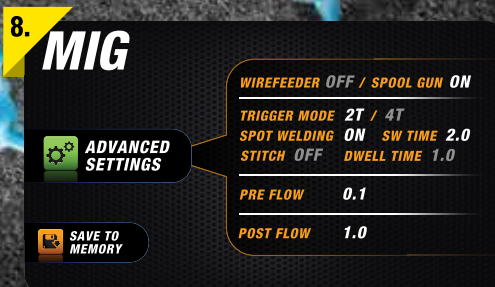 8.
MIG
WIREFEEDER OFF / SPOOL GUN ON
TRIGGER MODE 2T / 4T
SPOT WELDING ON SW TIME 2.0
STITCH OFF DWELL TIME 1.0
ADVANCED
SETTINGS
PRE FLOW 0.1
POST FLOW 1.0
SAVE TO
MEMORY